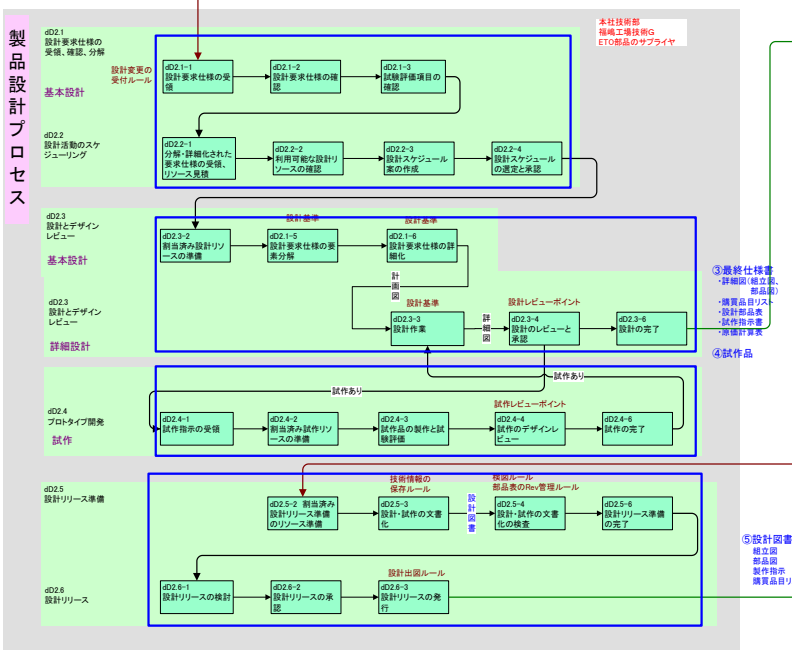 製品設計プロセス
本社技術部
福嶋工場技術G
ETO部品のサプライヤ
dD2.1
設計要求仕様の
受領、確認、分解
基本設計
設計変更の
受付ルール
dD2.1-1
設計要求仕様の受
領
dD2.1-2
設計要求仕様の確
認
dD2.1-3
試験評価項目の
確認
dD2.2
設計活動のスケ
ジューリング
dD2.2-1
分解・詳細化された
要求仕様の受領、
リソース見積
dD2.2-2
利用可能な設計リ
ソースの確認
dD2.2-3
設計スケジュール
案の作成
dD2.2-4
設計スケジュール
の選定と承認
dD2.3
設計とデザイン
レビュー
基本設計
dD2.3-2
割当済み設計リソ
ースの準備
設計基準
dD2.1-5
設計要求仕様の要
素分解
設計基準
dD2.1-6
設計要求仕様の詳
細化
計画図
dD2.3
設計とデザイン
レビュー
詳細設計
設計基準
dD2.3-3
設計作業
詳細図
設計レビューポイント
dD2.3-4
設計のレビューと
承認
dD2.3-6
設計の完了
③最終仕様書
・詳細図(組立図、
部品図)
・購買品目リスト
・設計部品表
・試作指示書
・原価計算表
④試作品
試作あり
試作あり
dD2.4
プロトタイプ開発
試作
dD2.4-1
試作指示の受領
dD2.4-2
割当済み試作リソ
ースの準備
dD2.4-3
試作品の製作と試
験評価
試作レビューポイント
dD2.4-4
試作のデザインレ
ビュー
dD2.4-6
試作の完了
dD2.5
設計リリース準備
dD2.5-2 割当済み
設計リリース準備
のリソース準備
技術情報の
保存ルール
dD2.5-3
設計・試作の文書
化
設計図書
検図ルール
部品表のRev管理ルール
dD2.5-4
設計・試作の文書
化の検査
dD2.5-6
設計リリース準備
の完了
⑤設計図書
組立図
部品図
製作指示
購買品目リ
dD2.6
設計リリース
dD2.6-1
設計リリースの検討
dD2.6-2
設計リリースの承
認
設計出図ルール
dD2.6-3
設計リリースの発
行